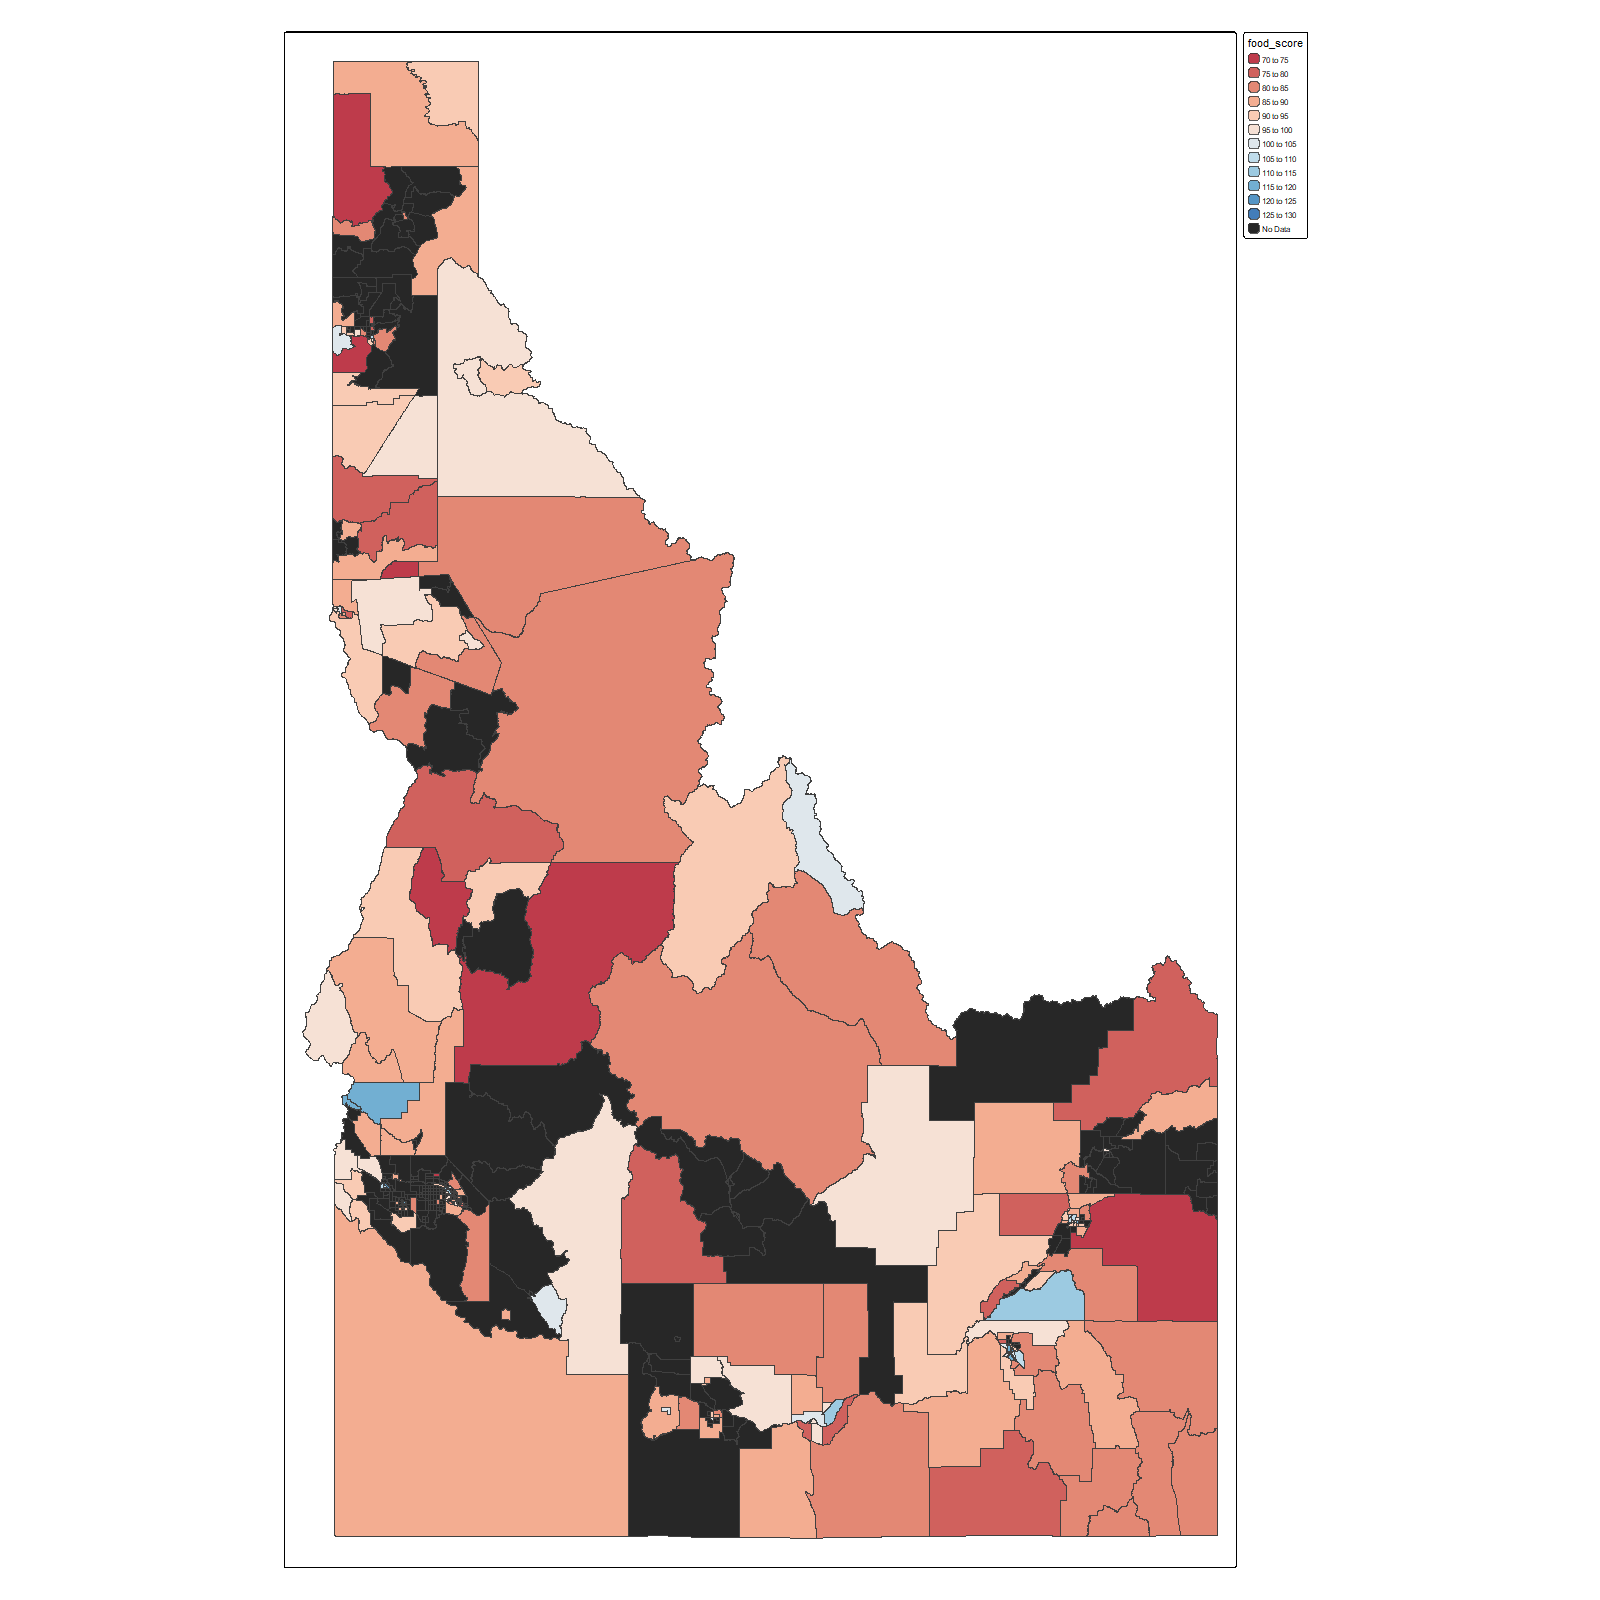 food_score
70 to 75
75 to 80
80 to 85
85 to 90
90 to 95
95 to 100
100 to 105
105 to 110
110 to 115
115 to 120
120 to 125
125 to 130
No Data